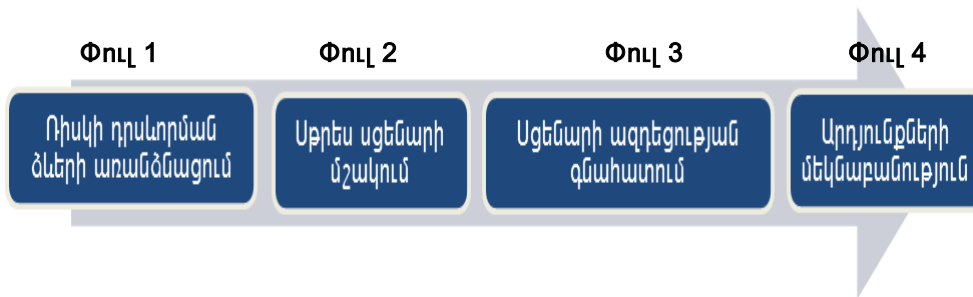 Փուլ 1
Փուլ 2
Փուլ 3
Փուլ 4
Ռիսկի դրսևորման
ձևերի առանձնացում
Սթրես սցենարի
մշակում
Սցենարի ազդեցության
գնահատում
Արդյունքների
մեկնաբանություն